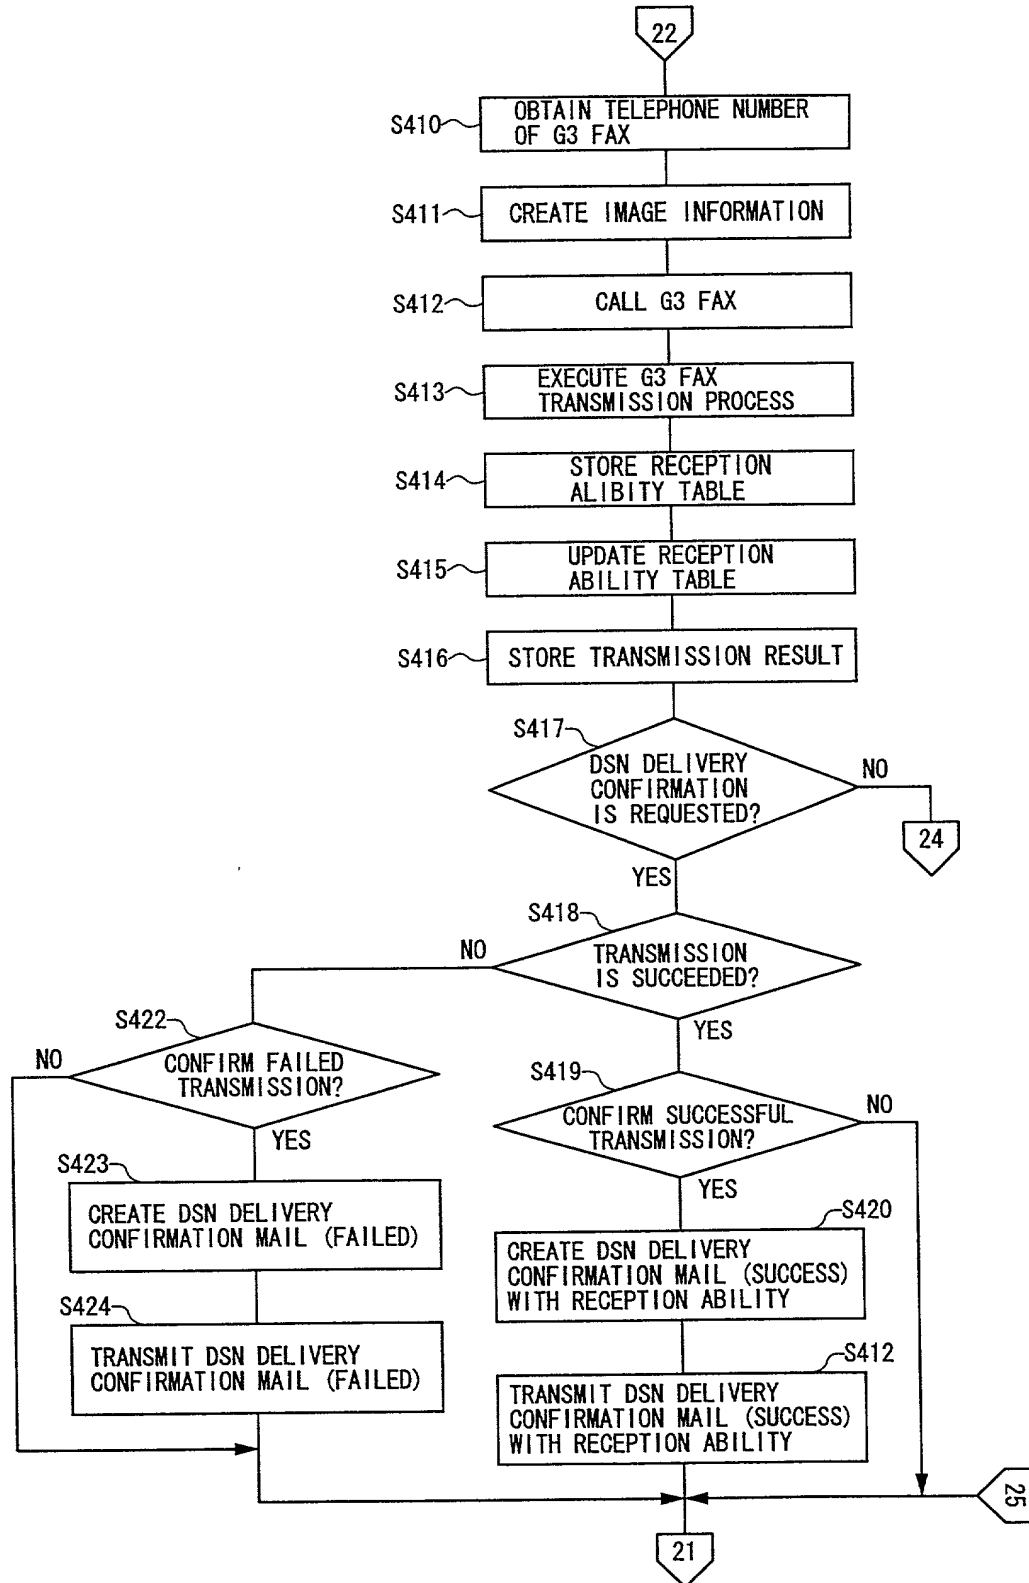 22
S410
OBTAIN TELEPHONE NUMBER
OF G3 FAX
S411
CREATE IMAGE INFORMATION
S412
CALL G3 FAX
S413
EXECUTE G3 FAX
TRANSMISSION PROCESS
S414
STORE RECEPTION
ALIBITY TABLE
S415
UPDATE RECEPTION
ABILITY TABLE
S416
STORE TRANSMISSION RESULT
S417
DSN DELIVERY
CONFIRMATION
IS REQUESTED?
NO
24
YES
S418
TRANSMISSION
IS SUCCEEDED?
NO
YES
S422
CONFIRM FAILED
TRANSMISSION?
NO
YES
S419
CONFIRM SUCCESSFUL
TRANSMISSION?
NO
YES
S423
CREATE DSN DELIVERY
CONFIRMATION MAIL (FAILED)
S420
CREATE DSN DELIVERY
CONFIRMATION MAIL (SUCCESS)
WITH RECEPTION ABILITY
S424
TRANSMIT DSN DELIVERY
CONFIRMATION MAIL (FAILED)
S412
TRANSMIT DSN DELIVERY
CONFIRMATION MAIL (SUCCESS)
WITH RECEPTION ABILITY
25
21